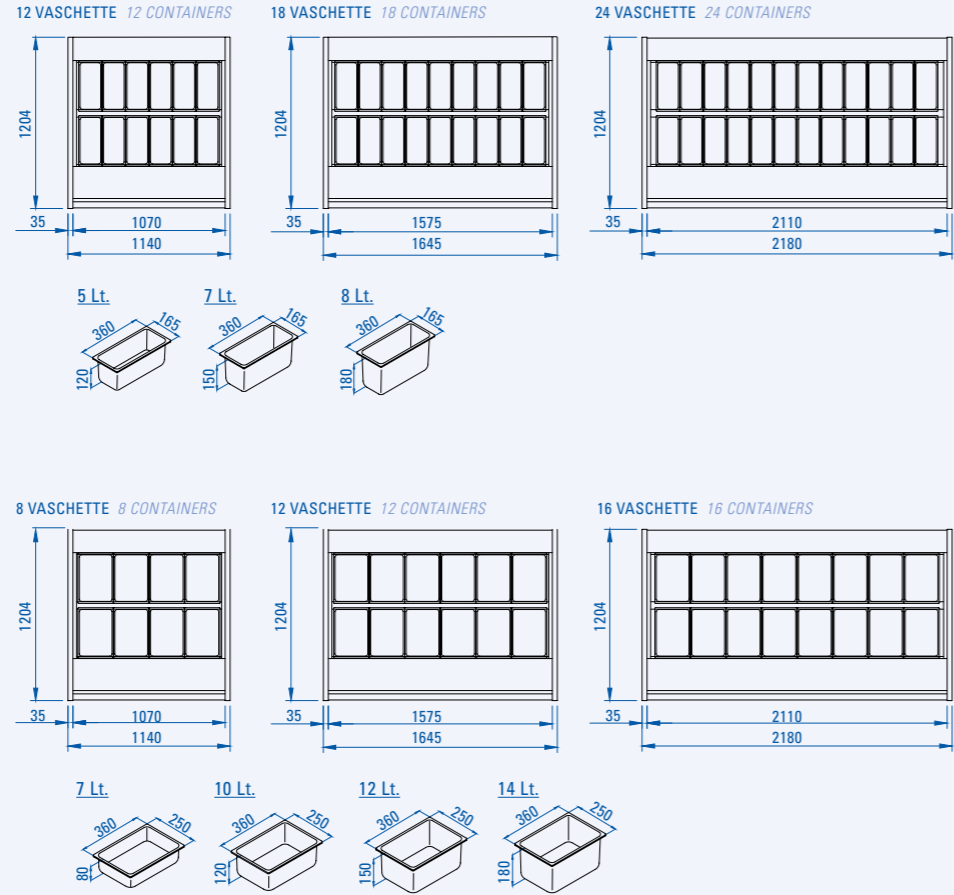 12 VASCHETTE 12 CONTAINERS
18 VASCHETTE 18 CONTAINERS
24 VASCHETTE 24 CONTAINERS
1204
1204
1204
35 1070
1140
35 1575
1645
35 2110
2180
5 Lt.
360 165
120
7 Lt.
360 165
150
8 Lt.
360 165
180
8 VASCHETTE 8 CONTAINERS
12 VASCHETTE 12 CONTAINERS
16 VASCHETTE 16 CONTAINERS
1204
1204
1204
35 1070
1140
35 1575
1645
35 2110
2180
7 Lt.
360 250
80
10 Lt.
360 250
120
12 Lt.
360 250
150
14 Lt.
360 250
180